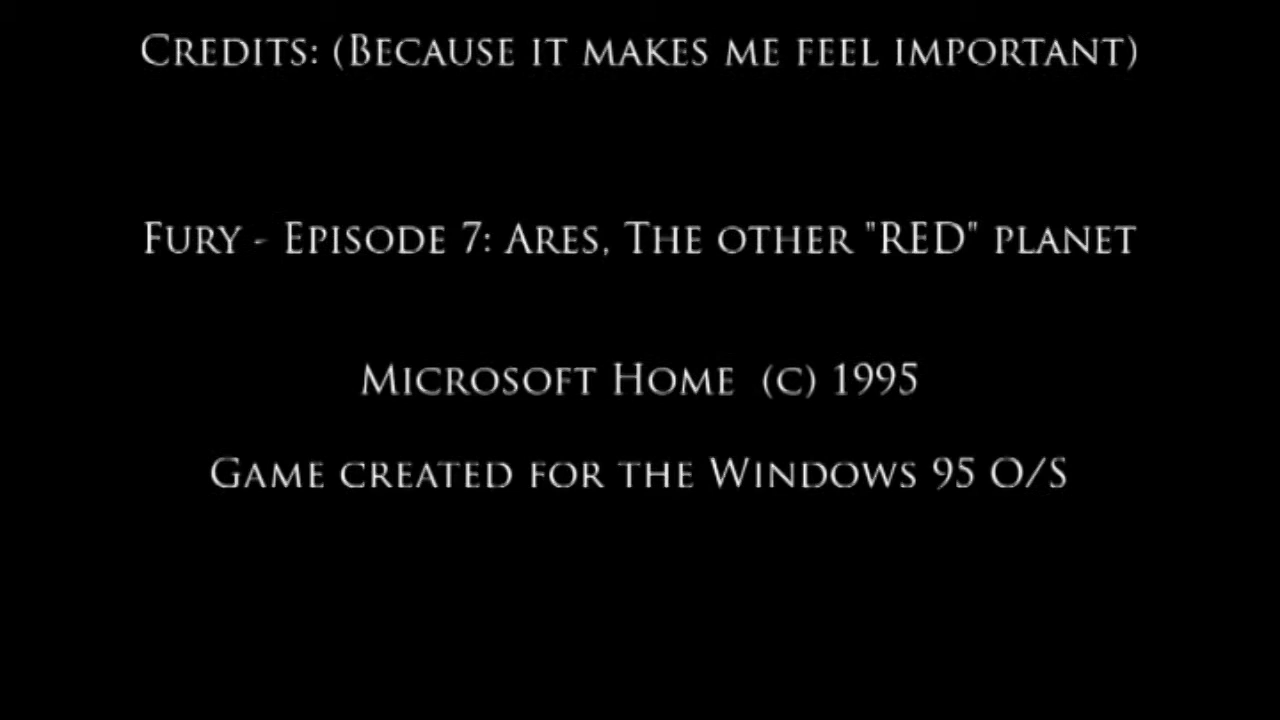 Credits: (Because it makes me feel important)
Fury - Episode 7: Ares, The other "RED" planet
Microsoft Home (c) 1995
Game created for the Windows 95 O/S